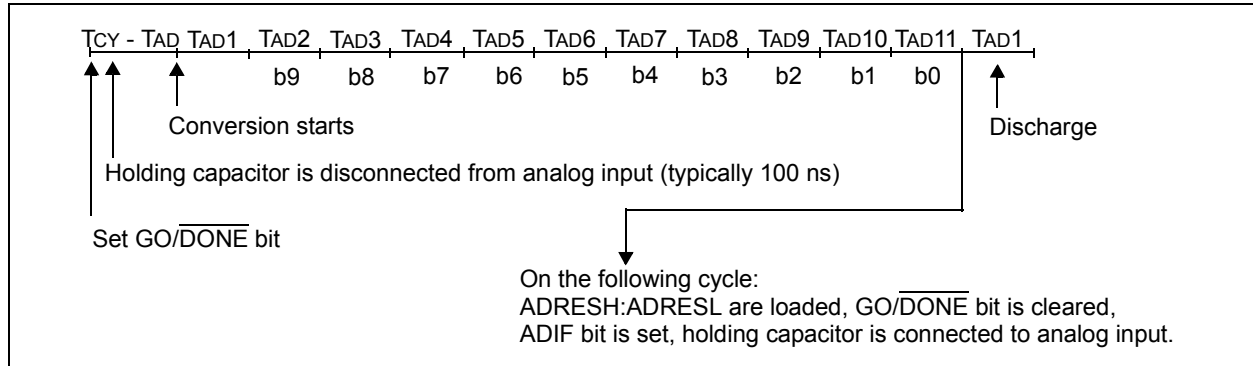 TCY - TAD TAD1 TAD2 TAD3 TAD4 TAD5 TAD6 TAD7 TAD8 TAD9 TAD10 TAD11 TAD1
b9 b8 b7 b6 b5 b4 b3 b2 b1 b0
Conversion starts
Discharge
Holding capacitor is disconnected from analog input (typically 100 ns)
Set GO/DONE bit
On the following cycle:
ADRESH:ADRESL are loaded, GO/DONE bit is cleared,
ADIF bit is set, holding capacitor is connected to analog input.